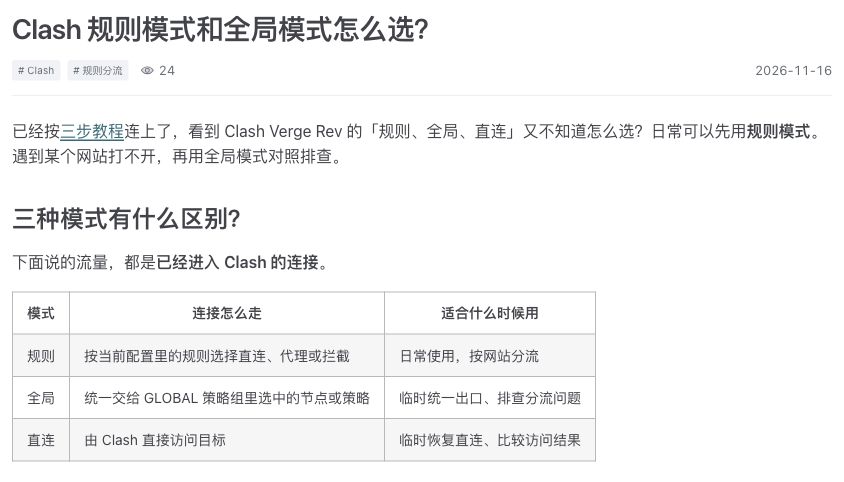 Clash 规则模式和全局模式怎么选?
# Clash # 规则分流 24 2026-11-16
已经按三步教程连上了，看到 Clash Verge Rev 的「规则、全局、直连」又不知道怎么选？日常可以先用规则模式。
遇到某个网站打不开，再用全局模式对照排查。
三种模式有什么区别?
下面说的流量，都是已经进入 Clash 的连接。
模式 连接怎么走 适合什么时候用
规则 按当前配置里的规则选择直连、代理或拦截 日常使用，按网站分流
全局 统一交给 GLOBAL 策略组里选中的节点或策略 临时统一出口、排查分流问题
直连 由 Clash 直接访问目标 临时恢复直连、比较访问结果